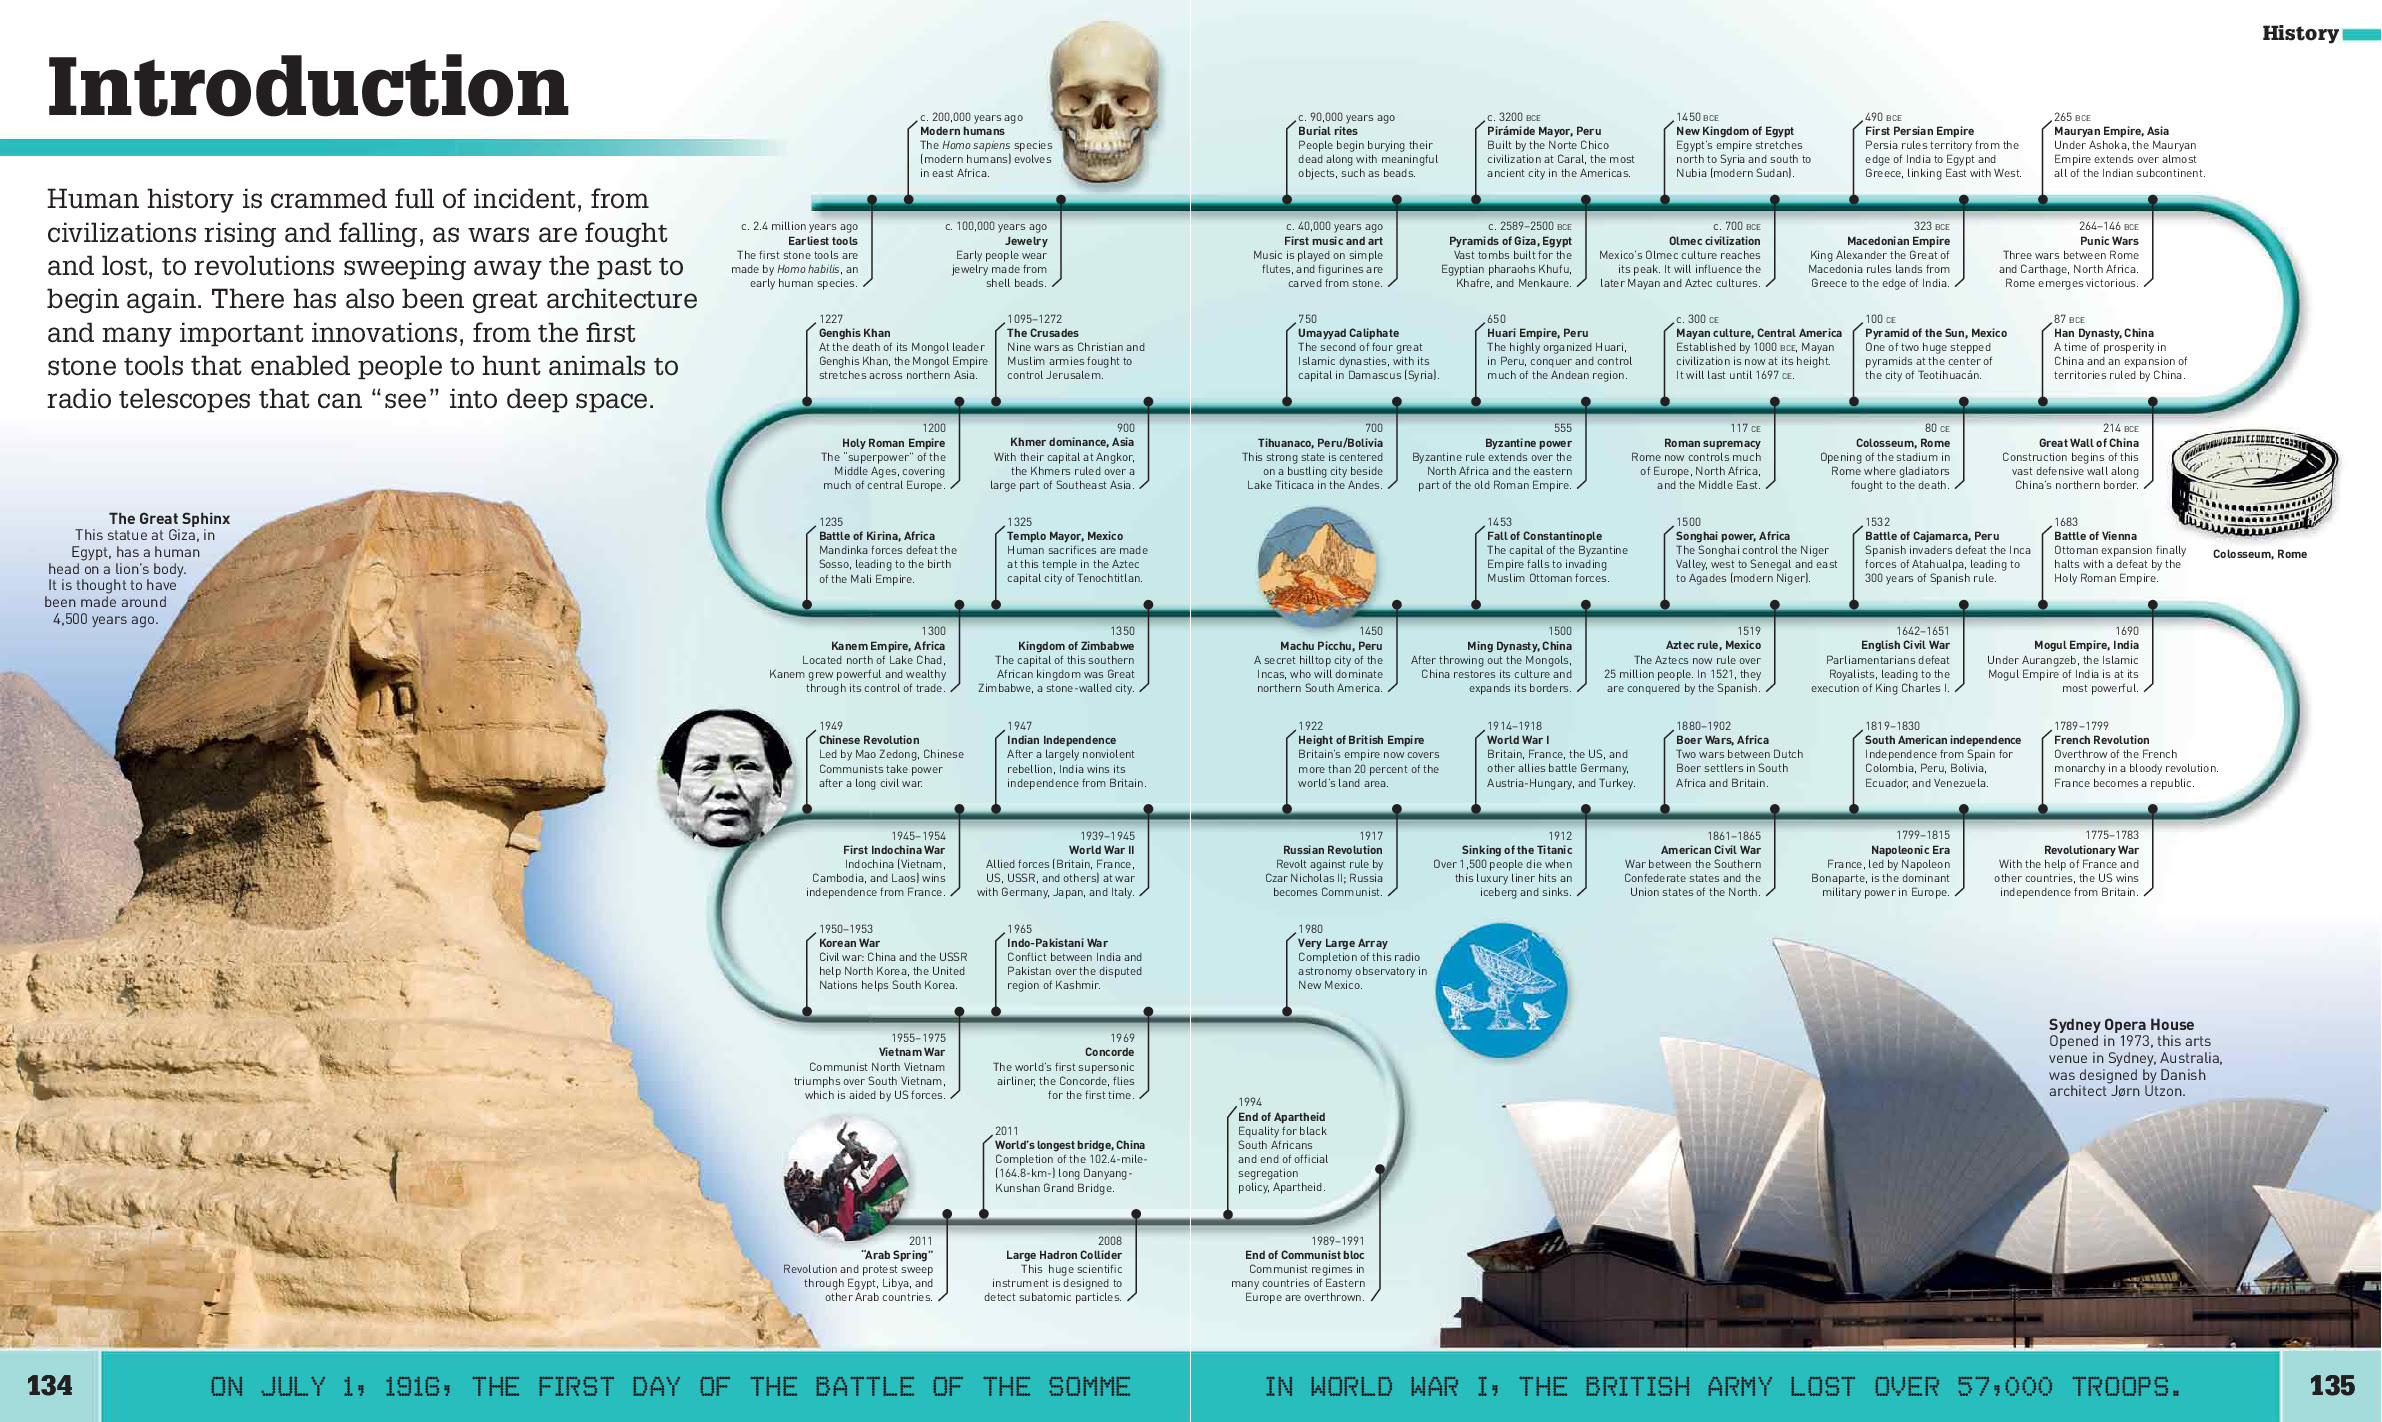 History
Introduction
Human history is crammed full of incident, from
civilizations rising and falling, as wars are fought
and lost, to revolutions sweeping away the past to
begin again. There has also been great architecture
and many important innovations, from the first
stone tools that enabled people to hunt animals to
radio telescopes that can “see” into deep space.
The Great Sphinx
This statue at Giza, in
Egypt, has a human
head on a lion’s body.
It is thought to have
been made around
4,500 years ago.
c. 2.4 million years ago
Earliest tools
The first stone tools are
made by Homo habilis, an
early human species.
c. 200,000 years ago
Modern humans
The Homo sapiens species
(modern humans) evolves
in east Africa.
c. 100,000 years ago
Jewelry
Early people wear
jewelry made from
shell beads.
c. 90,000 years ago
Burial rites
People begin burying their
dead along with meaningful
objects, such as beads.
c. 40,000 years ago
First music and art
Music is played on simple
flutes, and figurines are
carved from stone.
c. 3200 BCE
Pirámide Mayor, Peru
Built by the Norte Chico
civilization at Caral, the most
ancient city in the Americas.
c. 2589–2500 BCE
Pyramids of Giza, Egypt
Vast tombs built for the
Egyptian pharaohs Khufu,
Khafre, and Menkaure.
1450 BCE
New Kingdom of Egypt
Egypt’s empire stretches
north to Syria and south to
Nubia (modern Sudan).
c. 700 BCE
Olmec civilization
Mexico’s Olmec culture reaches
its peak. It will influence the
later Mayan and Aztec cultures.
490 BCE
First Persian Empire
Persia rules territory from the
edge of India to Egypt and
Greece, linking East with West.
323 BCE
Macedonian Empire
King Alexander the Great of
Macedonia rules lands from
Greece to the edge of India.
265 BCE
Mauryan Empire, Asia
Under Ashoka, the Mauryan
Empire extends over almost
all of the Indian subcontinent.
264–146 BCE
Punic Wars
Three wars between Rome
and Carthage, North Africa.
Rome emerges victorious.
214 BCE
Great Wall of China
Construction begins of this
vast defensive wall along
China’s northern border.
87 BCE
Han Dynasty, China
A time of prosperity in
China and an expansion of
territories ruled by China.
80 CE
Colosseum, Rome
Opening of the stadium in
Rome where gladiators
fought to the death.
100 CE
Pyramid of the Sun, Mexico
One of two huge stepped
pyramids at the center of
the city of Teotihuacán.
117 CE
Roman supremacy
Rome now controls much
of Europe, North Africa,
and the Middle East.
c. 300 CE
Mayan culture, Central America
Established by 1000 BCE, Mayan
civilization is now at its height.
It will last until 1697 CE.
555
Byzantine power
Byzantine rule extends over the
North Africa and the eastern
part of the old Roman Empire.
650
Huari Empire, Peru
The highly organized Huari,
in Peru, conquer and control
much of the Andean region.
700
Tihuanaco, Peru/Bolivia
This strong state is centered
on a bustling city beside
Lake Titicaca in the Andes.
750
Umayyad Caliphate
The second of four great
Islamic dynasties, with its
capital in Damascus (Syria).
900
Khmer dominance, Asia
With their capital at Angkor,
the Khmers ruled over a
large part of Southeast Asia.
1095–1272
The Crusades
Nine wars as Christian and
Muslim armies fought to
control Jerusalem.
1200
Holy Roman Empire
The “superpower” of the
Middle Ages, covering
much of central Europe.
1227
Genghis Khan
At the death of its Mongol leader
Genghis Khan, the Mongol Empire
stretches across northern Asia.
Colosseum, Rome
1235
Battle of Kirina, Africa
Mandinka forces defeat the
Sosso, leading to the birth
of the Mali Empire.
1300
Kanem Empire, Africa
Located north of Lake Chad,
Kanem grew powerful and wealthy
through its control of trade.
1325
Templo Mayor, Mexico
Human sacrifices are made
at this temple in the Aztec
capital city of Tenochtitlan.
1350
Kingdom of Zimbabwe
The capital of this southern
African kingdom was Great
Zimbabwe, a stone-walled city.
1450
Machu Picchu, Peru
A secret hilltop city of the
Incas, who will dominate
northern South America.
1453
Fall of Constantinople
The capital of the Byzantine
Empire falls to invading
Muslim Ottoman forces.
1500
Ming Dynasty, China
After throwing out the Mongols,
China restores its culture and
expands its borders.
1500
Songhai power, Africa
The Songhai control the Niger
Valley, west to Senegal and east
to Agades (modern Niger).
1519
Aztec rule, Mexico
The Aztecs now rule over
25 million people. In 1521, they
are conquered by the Spanish.
1532
Battle of Cajamarca, Peru
Spanish invaders defeat the Inca
forces of Atahualpa, leading to
300 years of Spanish rule.
1642–1651
English Civil War
Parliamentarians defeat
Royalists, leading to the
execution of King Charles I.
1683
Battle of Vienna
Ottoman expansion finally
halts with a defeat by the
Holy Roman Empire.
1690
Mogul Empire, India
Under Aurangzeb, the Islamic
Mogul Empire of India is at its
most powerful.
1775–1783
Revolutionary War
With the help of France and
other countries, the US wins
independence from Britain.
1789–1799
French Revolution
Overthrow of the French
monarchy in a bloody revolution.
France becomes a republic.
1799–1815
Napoleonic Era
France, led by Napoleon
Bonaparte, is the dominant
military power in Europe.
1819–1830
South American independence
Independence from Spain for
Colombia, Peru, Bolivia,
Ecuador, and Venezuela.
1861–1865
American Civil War
War between the Southern
Confederate states and the
Union states of the North.
1880–1902
Boer Wars, Africa
Two wars between Dutch
Boer settlers in South
Africa and Britain.
1912
Sinking of the Titanic
Over 1,500 people die when
this luxury liner hits an
iceberg and sinks.
1914–1918
World War I
Britain, France, the US, and
other allies battle Germany,
Austria-Hungary, and Turkey.
1917
Russian Revolution
Revolt against rule by
Czar Nicholas II; Russia
becomes Communist.
1922
Height of British Empire
Britain’s empire now covers
more than 20 percent of the
world’s land area.
1939–1945
World War II
Allied forces (Britain, France,
US, USSR, and others) at war
with Germany, Japan, and Italy.
1947
Indian Independence
After a largely nonviolent
rebellion, India wins its
independence from Britain.
1945–1954
First Indochina War
Indochina (Vietnam,
Cambodia, and Laos) wins
independence from France.
1949
Chinese Revolution
Led by Mao Zedong, Chinese
Communists take power
after a long civil war.
1950–1953
Korean War
Civil war: China and the USSR
help North Korea, the United
Nations helps South Korea.
1955–1975
Vietnam War
Communist North Vietnam
triumphs over South Vietnam,
which is aided by US forces.
1965
Indo-Pakistani War
Conflict between India and
Pakistan over the disputed
region of Kashmir.
1969
Concorde
The world’s first supersonic
airliner, the Concorde, flies
for the first time.
1980
Very Large Array
Completion of this radio
astronomy observatory in
New Mexico.
1989–1991
End of Communist bloc
Communist regimes in
many countries of Eastern
Europe are overthrown.
1994
End of Apartheid
Equality for black
South Africans
and end of official
segregation
policy, Apartheid.
2008
Large Hadron Collider
This huge scientific
instrument is designed to
detect subatomic particles.
2011
World’s longest bridge, China
Completion of the 102.4-mile-
(164.8-km-) long Danyang-
Kunshan Grand Bridge.
2011
“Arab Spring”
Revolution and protest sweep
through Egypt, Libya, and
other Arab countries.
Sydney Opera House
Opened in 1973, this arts
venue in Sydney, Australia,
was designed by Danish
architect Jørn Utzon.
134
ON JULY 1, 1916, THE FIRST DAY OF THE BATTLE OF THE SOMME
IN WORLD WAR I, THE BRITISH ARMY LOST OVER 57,000 TROOPS.
135